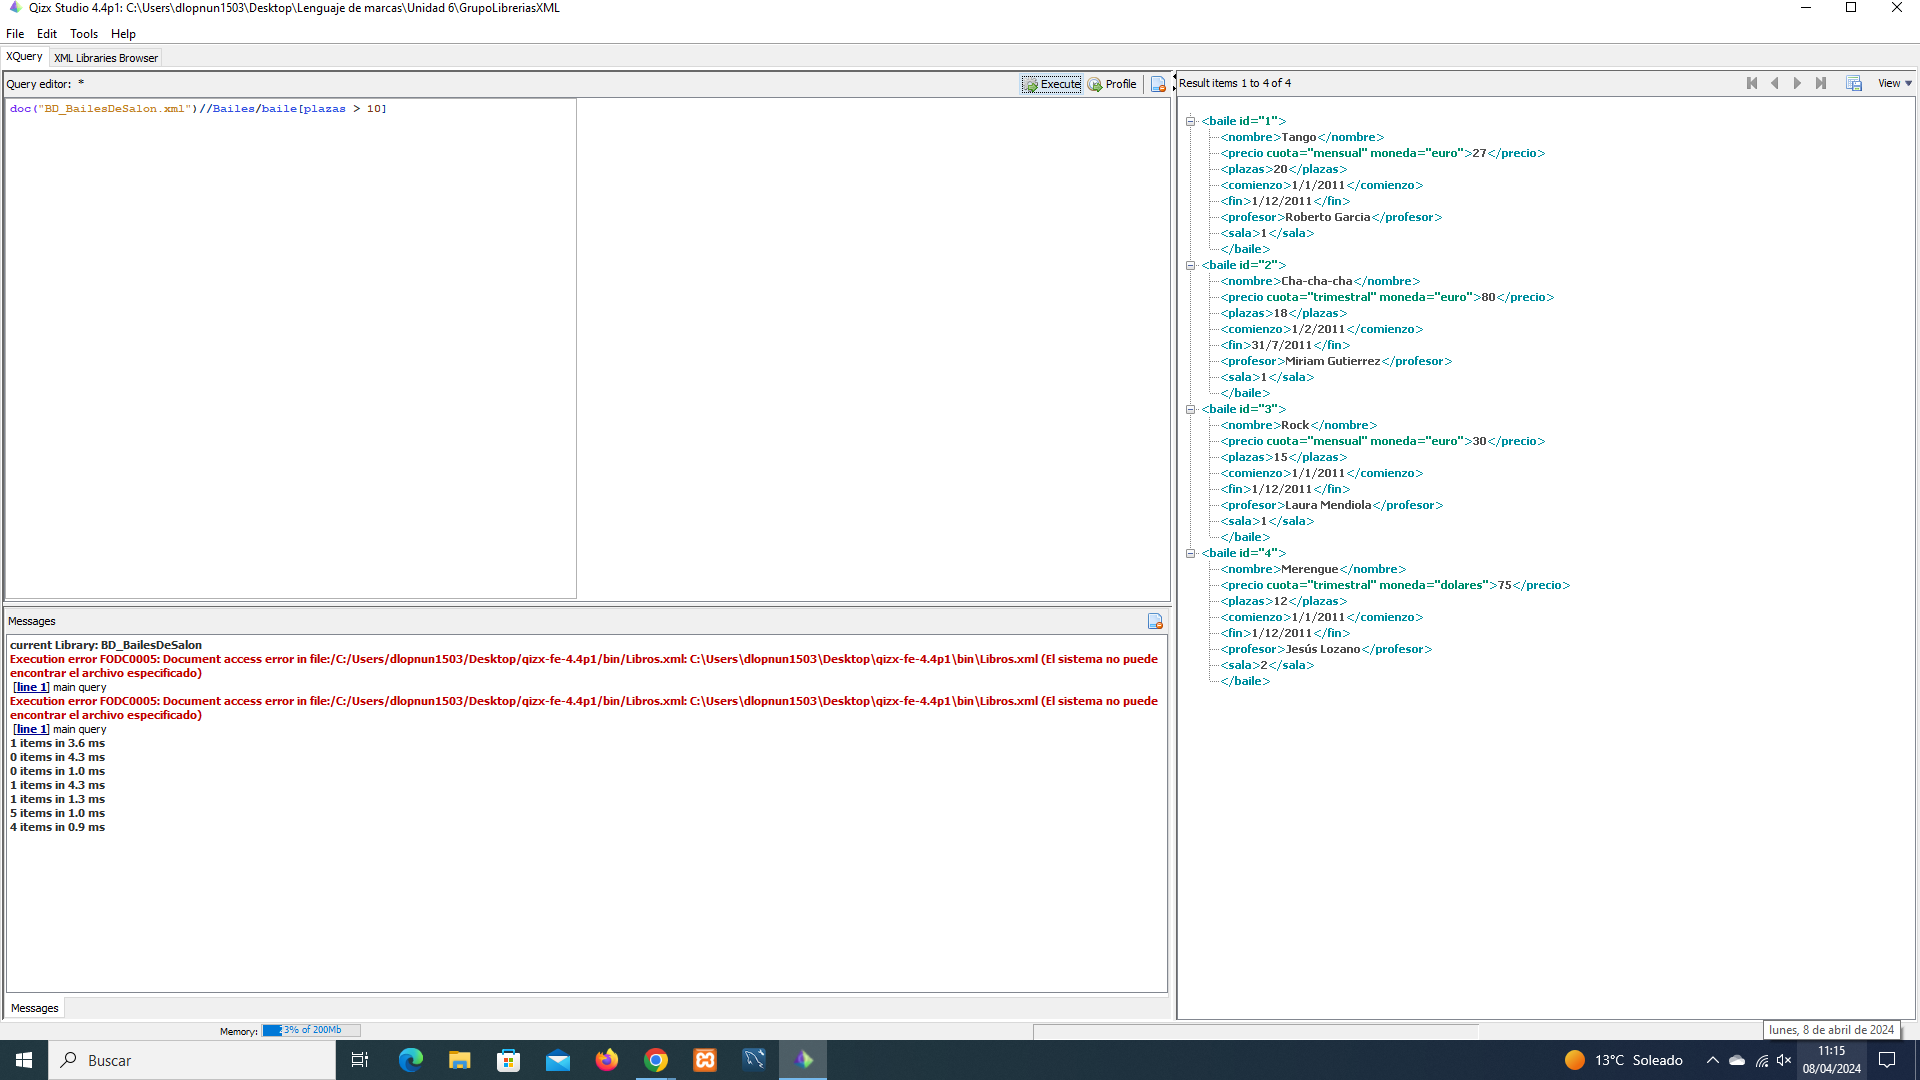 Qizx Studio 4.4p1: C:\Users\dlopnun1503\Desktop\Lenguaje de marcas\Unidad 6\GrupoLibreriasXML
File Edit Tools Help
XQuery XML Libraries Browser
Query editor: *
Execute Profile
doc("BD_BailesDeSalon.xml")//Bailes/baile[plazas > 10]
Messages
current Library: BD_BailesDeSalon
Execution error FODC0005: Document access error in file:/C:/Users/dlopnun1503/Desktop/qizx-fe-4.4p1/bin/Libros.xml: C:\Users\dlopnun1503\Desktop\qizx-fe-4.4p1\bin\Libros.xml (El sistema no puede
encontrar el archivo especificado)
[line 1] main query
Execution error FODC0005: Document access error in file:/C:/Users/dlopnun1503/Desktop/qizx-fe-4.4p1/bin/Libros.xml: C:\Users\dlopnun1503\Desktop\qizx-fe-4.4p1\bin\Libros.xml (El sistema no puede
encontrar el archivo especificado)
[line 1] main query
1 items in 3.6 ms
0 items in 4.3 ms
0 items in 1.0 ms
1 items in 4.3 ms
1 items in 1.3 ms
5 items in 1.0 ms
4 items in 0.9 ms
Messages
Memory:
Result items 1 to 4 of 4
View
<baile id="1">
<nombre>Tango</nombre>
<precio cuota="mensual" moneda="euro">27</precio>
<plazas>20</plazas>
<comienzo>1/1/2011</comienzo>
<fin>1/12/2011</fin>
<profesor>Roberto Garcia</profesor>
<sala>1</sala>
</baile>
<baile id="2">
<nombre>Cha-cha-cha</nombre>
<precio cuota="trimestral" moneda="euro">80</precio>
<plazas>18</plazas>
<comienzo>1/2/2011</comienzo>
<fin>31/7/2011</fin>
<profesor>Miriam Gutierrez</profesor>
<sala>1</sala>
</baile>
<baile id="3">
<nombre>Rock</nombre>
<precio cuota="mensual" moneda="euro">30</precio>
<plazas>15</plazas>
<comienzo>1/1/2011</comienzo>
<fin>1/12/2011</fin>
<profesor>Laura Mendiola</profesor>
<sala>1</sala>
</baile>
<baile id="4">
<nombre>Merengue</nombre>
<precio cuota="trimestral" moneda="dolares">75</precio>
<plazas>12</plazas>
<comienzo>1/1/2011</comienzo>
<fin>1/12/2011</fin>
<profesor>Jesús Lozano</profesor>
<sala>2</sala>
</baile>
lunes, 8 de abril de 2024
Buscar
13°C Soleado
11:15
08/04/2024